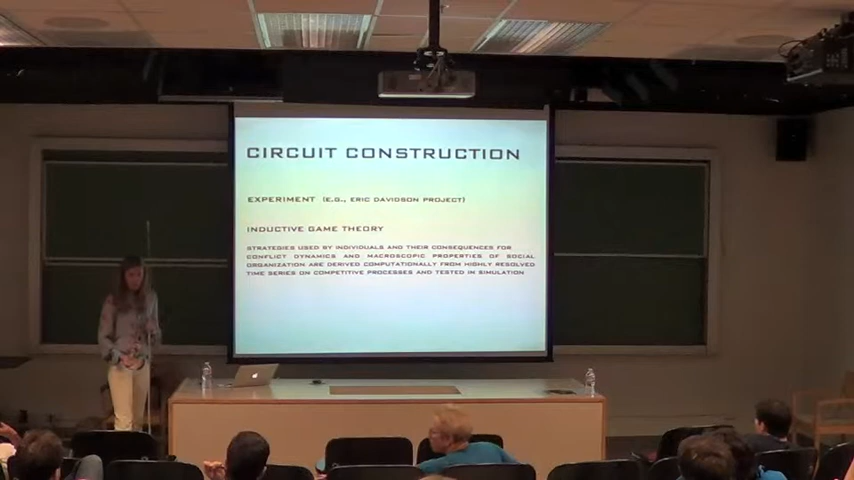 CIRCUIT CONSTRUCTION
EXPERIMENT (E.G., ERIC DAVIDSON PROJECT)
INDUCTIVE GAME THEORY
STRATEGIES USED BY INDIVIDUALS AND THEIR CONSEQUENCES FOR
CONFLICT DYNAMICS AND MACROSCOPIC PROPERTIES OF SOCIAL
ORGANIZATION ARE DERIVED COMPUTATIONALLY FROM HIGHLY RESOLVED
TIME SERIES ON COMPETITIVE PROCESSES AND TESTED IN SIMULATION